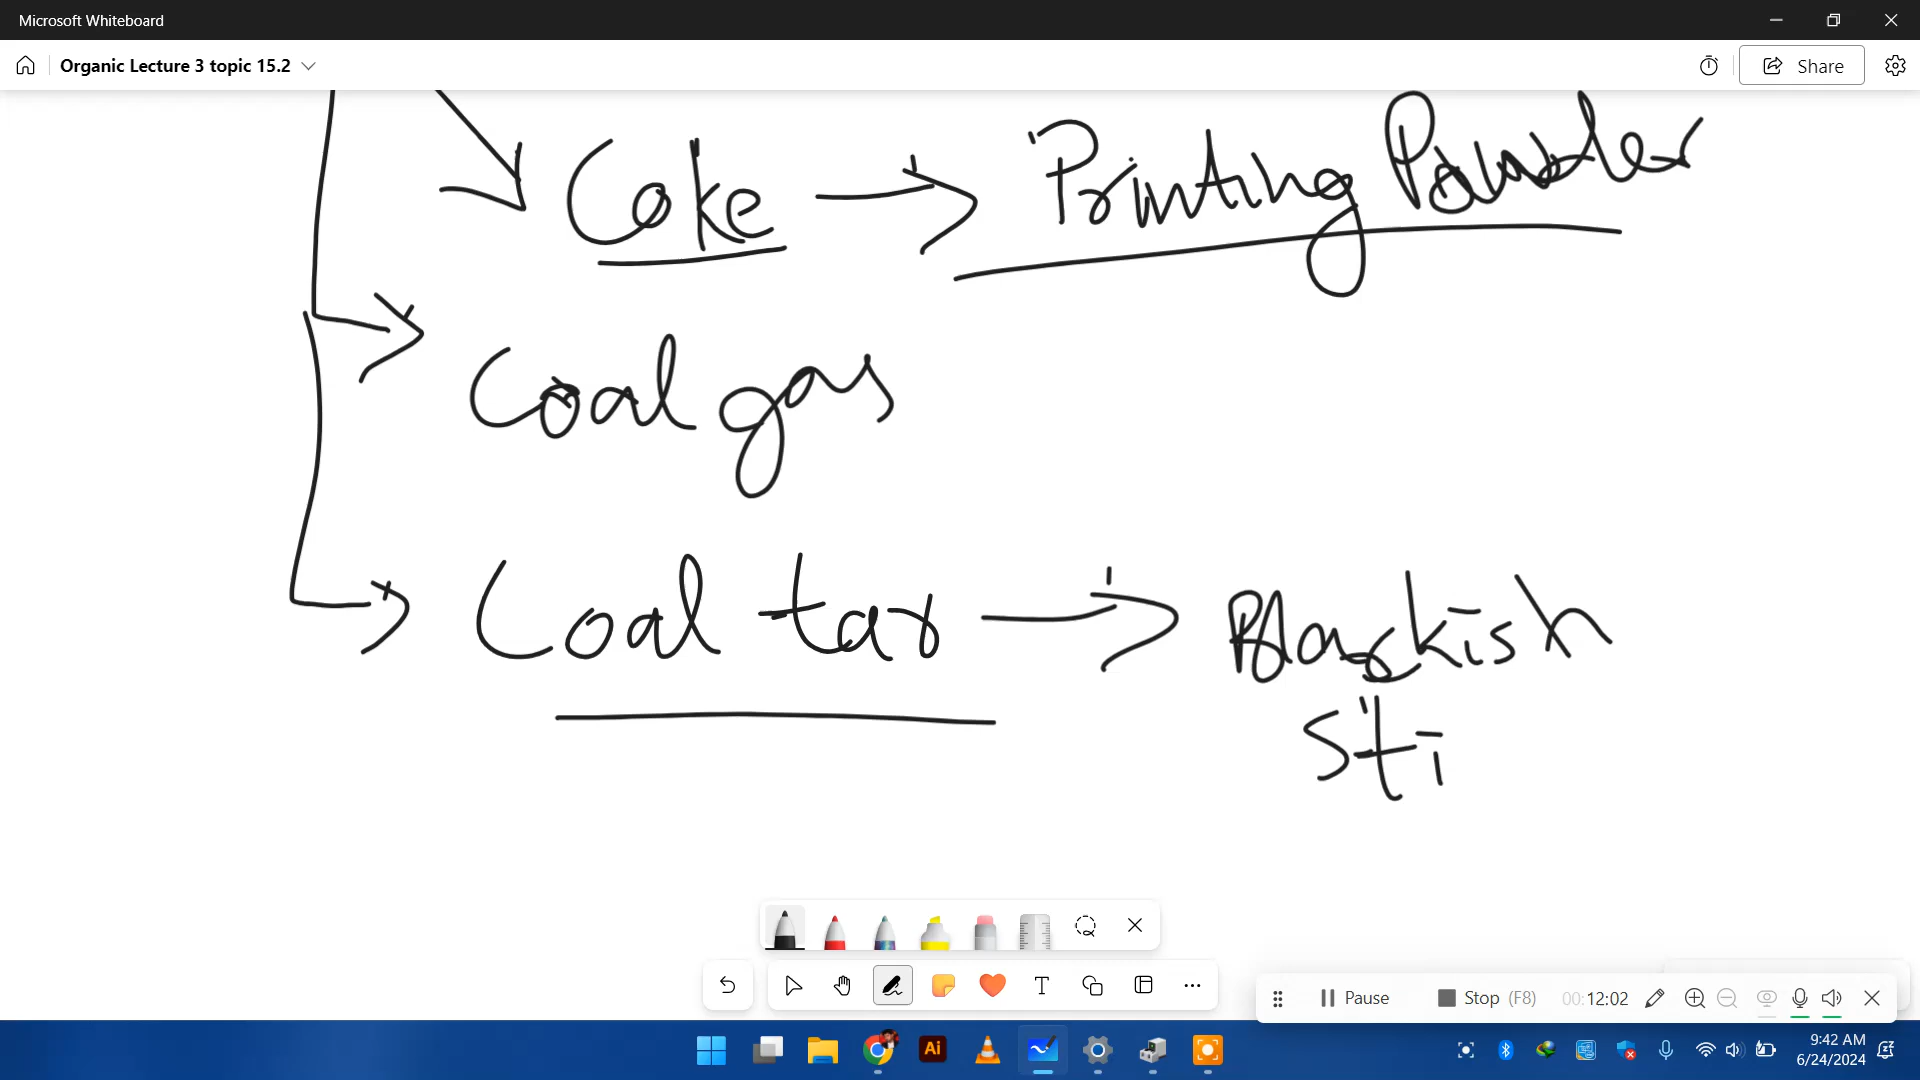 Microsoft Whiteboard
Organic Lecture 3 topic 15.2
Share
Coke → Printing Powder
Coal gas
Coal tar → Blackish
Sti
Pause
Stop (F8)
00:12:02
Ai
9:42 AM
6/24/2024